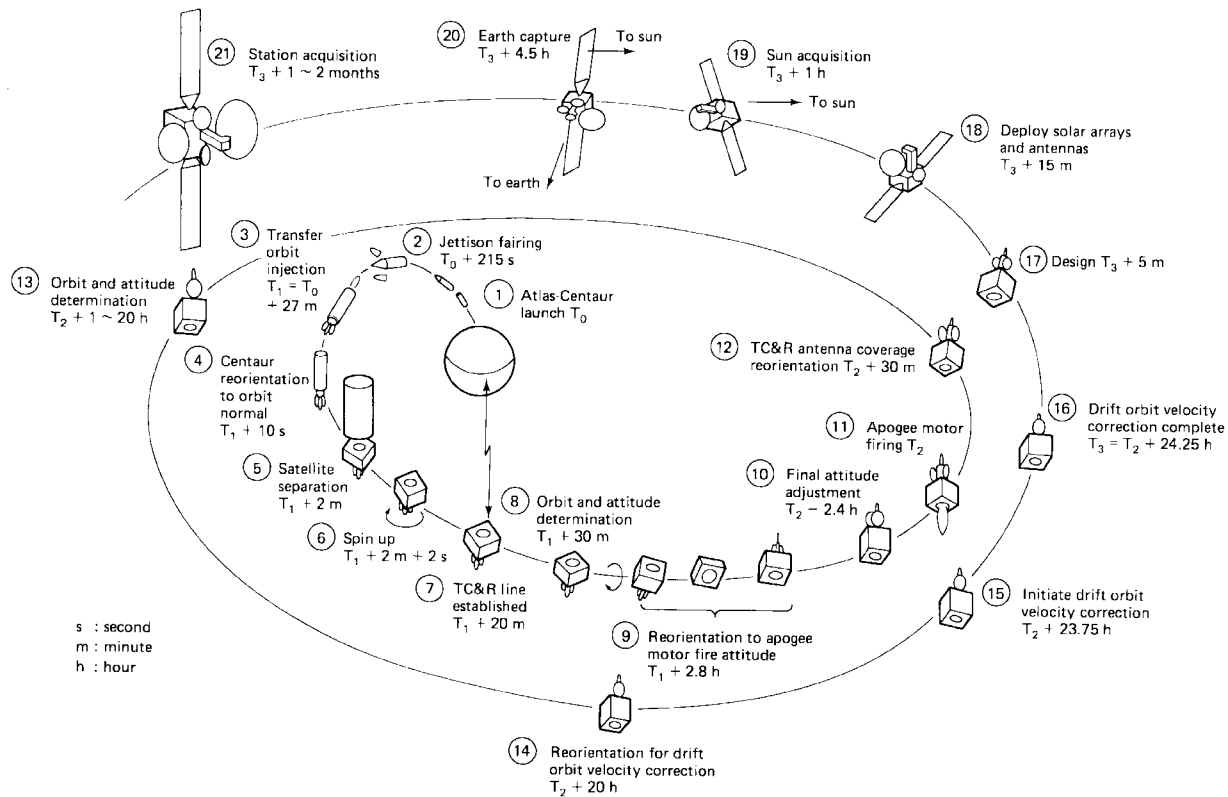 1 Atlas-Centaur
launch T₀
2 Jettison fairing
T₀ + 215 s
3 Transfer
orbit
injection
T₁ = T₀
+ 27 m
4 Centaur
reorientation
to orbit
normal
T₁ + 10 s
5 Satellite
separation
T₁ + 2 m
6 Spin up
T₁ + 2 m + 2 s
7 TC&R line
established
T₁ + 20 m
8 Orbit and attitude
determination
T₁ + 30 m
9 Reorientation to apogee
motor fire attitude
T₁ + 2.8 h
10 Final attitude
adjustment
T₂ − 2.4 h
11 Apogee motor
firing T₂
12 TC&R antenna coverage
reorientation T₂ + 30 m
13 Orbit and attitude
determination
T₂ + 1 ~ 20 h
14 Reorientation for drift
orbit velocity correction
T₂ + 20 h
15 Initiate drift orbit
velocity correction
T₂ + 23.75 h
16 Drift orbit velocity
correction complete
T₃ = T₂ + 24.25 h
17 Design T₃ + 5 m
18 Deploy solar arrays
and antennas
T₃ + 15 m
19 Sun acquisition
T₃ + 1 h
To sun
20 Earth capture
T₃ + 4.5 h
To sun
To earth
21 Station acquisition
T₃ + 1 ~ 2 months
s : second
m : minute
h : hour